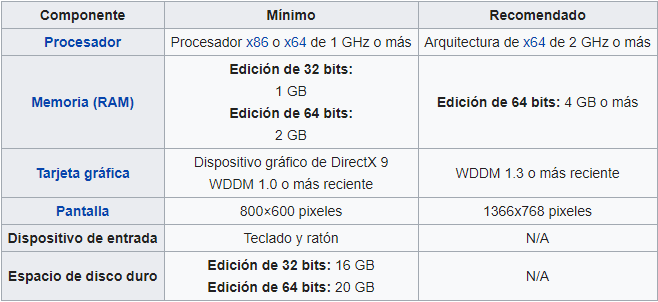 Componente Mínimo Recomendado
Procesador Procesador x86 o x64 de 1 GHz o más Arquitectura de x64 de 2 GHz o más
Memoria (RAM) Edición de 32 bits:
1 GB
Edición de 64 bits:
2 GB
Edición de 64 bits: 4 GB o más
Tarjeta gráfica Dispositivo gráfico de DirectX 9
WDDM 1.0 o más reciente
WDDM 1.3 o más reciente
Pantalla 800×600 pixeles 1366x768 pixeles
Dispositivo de entrada Teclado y ratón N/A
Espacio de disco duro Edición de 32 bits: 16 GB
Edición de 64 bits: 20 GB
N/A